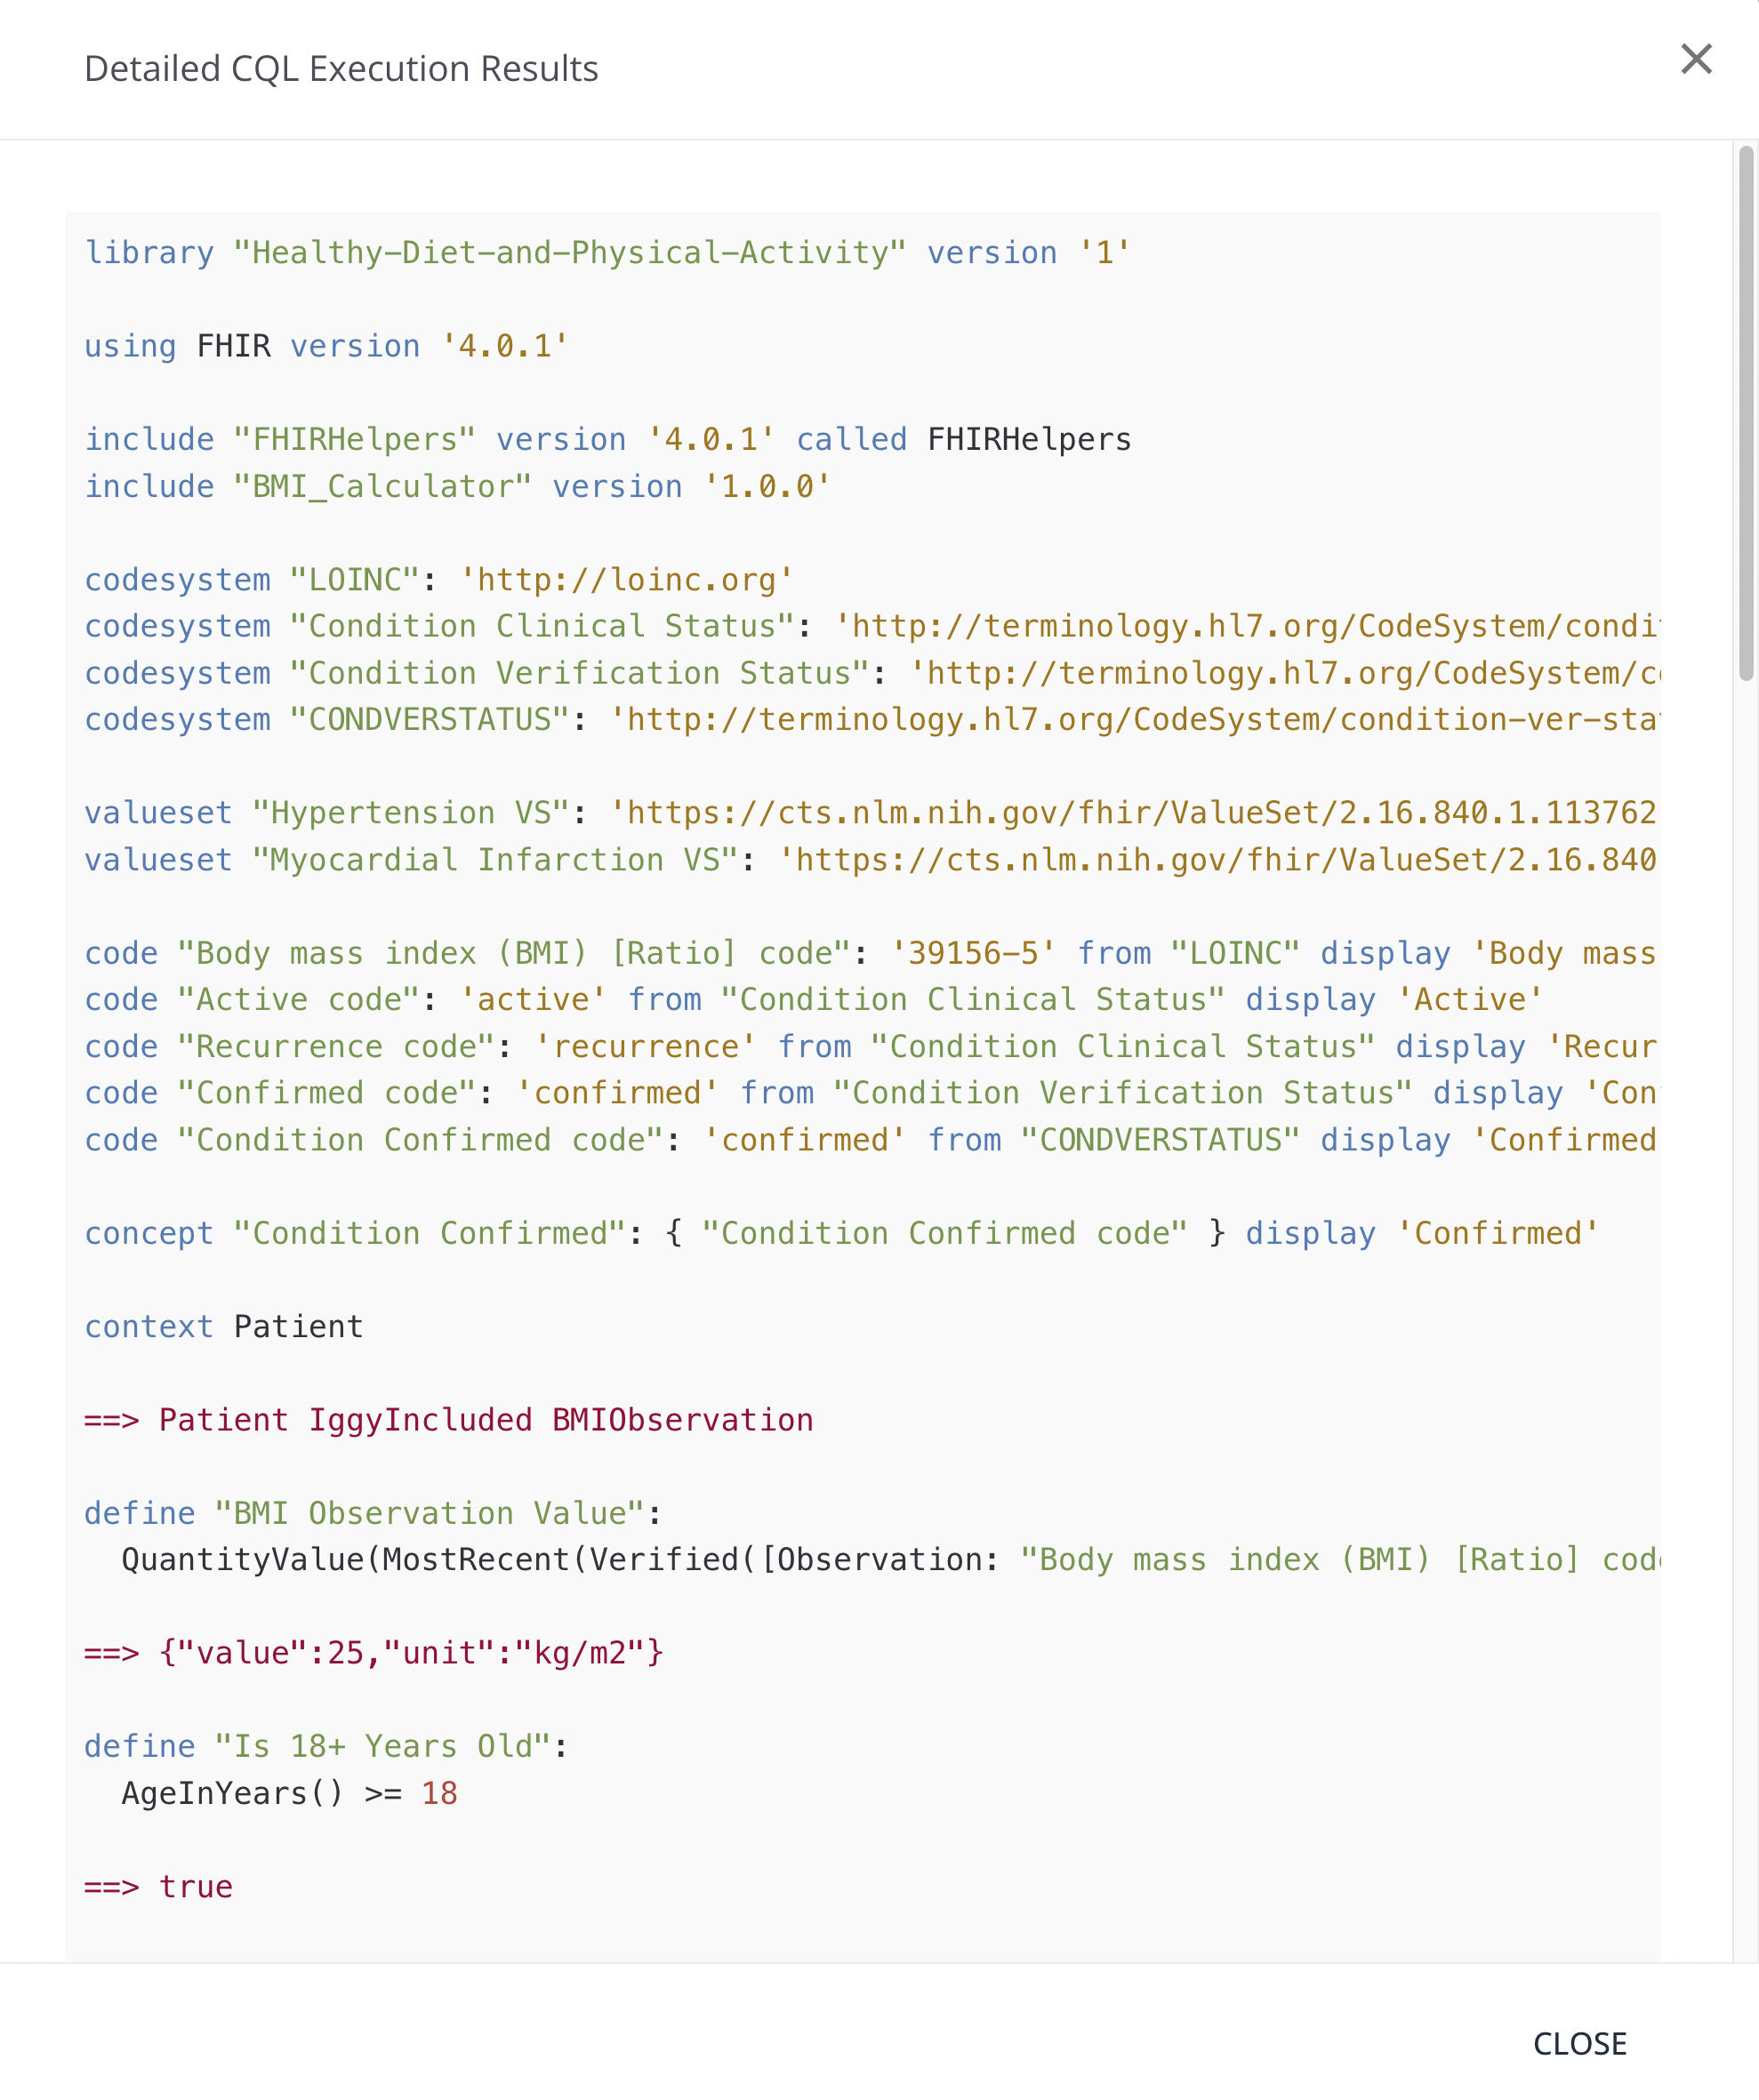 Detailed CQL Execution Results
library "Healthy-Diet-and-Physical-Activity" version '1'
using FHIR version '4.0.1'
include "FHIRHelpers" version '4.0.1' called FHIRHelpers
include "BMI_Calculator" version '1.0.0'
codesystem "LOINC": 'http://loinc.org'
codesystem "Condition Clinical Status": 'http://terminology.hl7.org/CodeSystem/condi
codesystem "Condition Verification Status": 'http://terminology.hl7.org/CodeSystem/c
codesystem "CONDVERSTATUS": 'http://terminology.hl7.org/CodeSystem/condition-ver-sta
valueset "Hypertension VS": 'https://cts.nlm.nih.gov/fhir/ValueSet/2.16.840.1.113762
valueset "Myocardial Infarction VS": 'https://cts.nlm.nih.gov/fhir/ValueSet/2.16.840
code "Body mass index (BMI) [Ratio] code": '39156-5' from "LOINC" display 'Body mass
code "Active code": 'active' from "Condition Clinical Status" display 'Active'
code "Recurrence code": 'recurrence' from "Condition Clinical Status" display 'Recur
code "Confirmed code": 'confirmed' from "Condition Verification Status" display 'Con
code "Condition Confirmed code": 'confirmed' from "CONDVERSTATUS" display 'Confirmed
concept "Condition Confirmed": { "Condition Confirmed code" } display 'Confirmed'
context Patient
==> Patient IggyIncluded BMIObservation
define "BMI Observation Value":
QuantityValue(MostRecent(Verified([Observation: "Body mass index (BMI) [Ratio] cod
==> {"value":25,"unit":"kg/m2"}
define "Is 18+ Years Old":
AgeInYears() >= 18
==> true
CLOSE